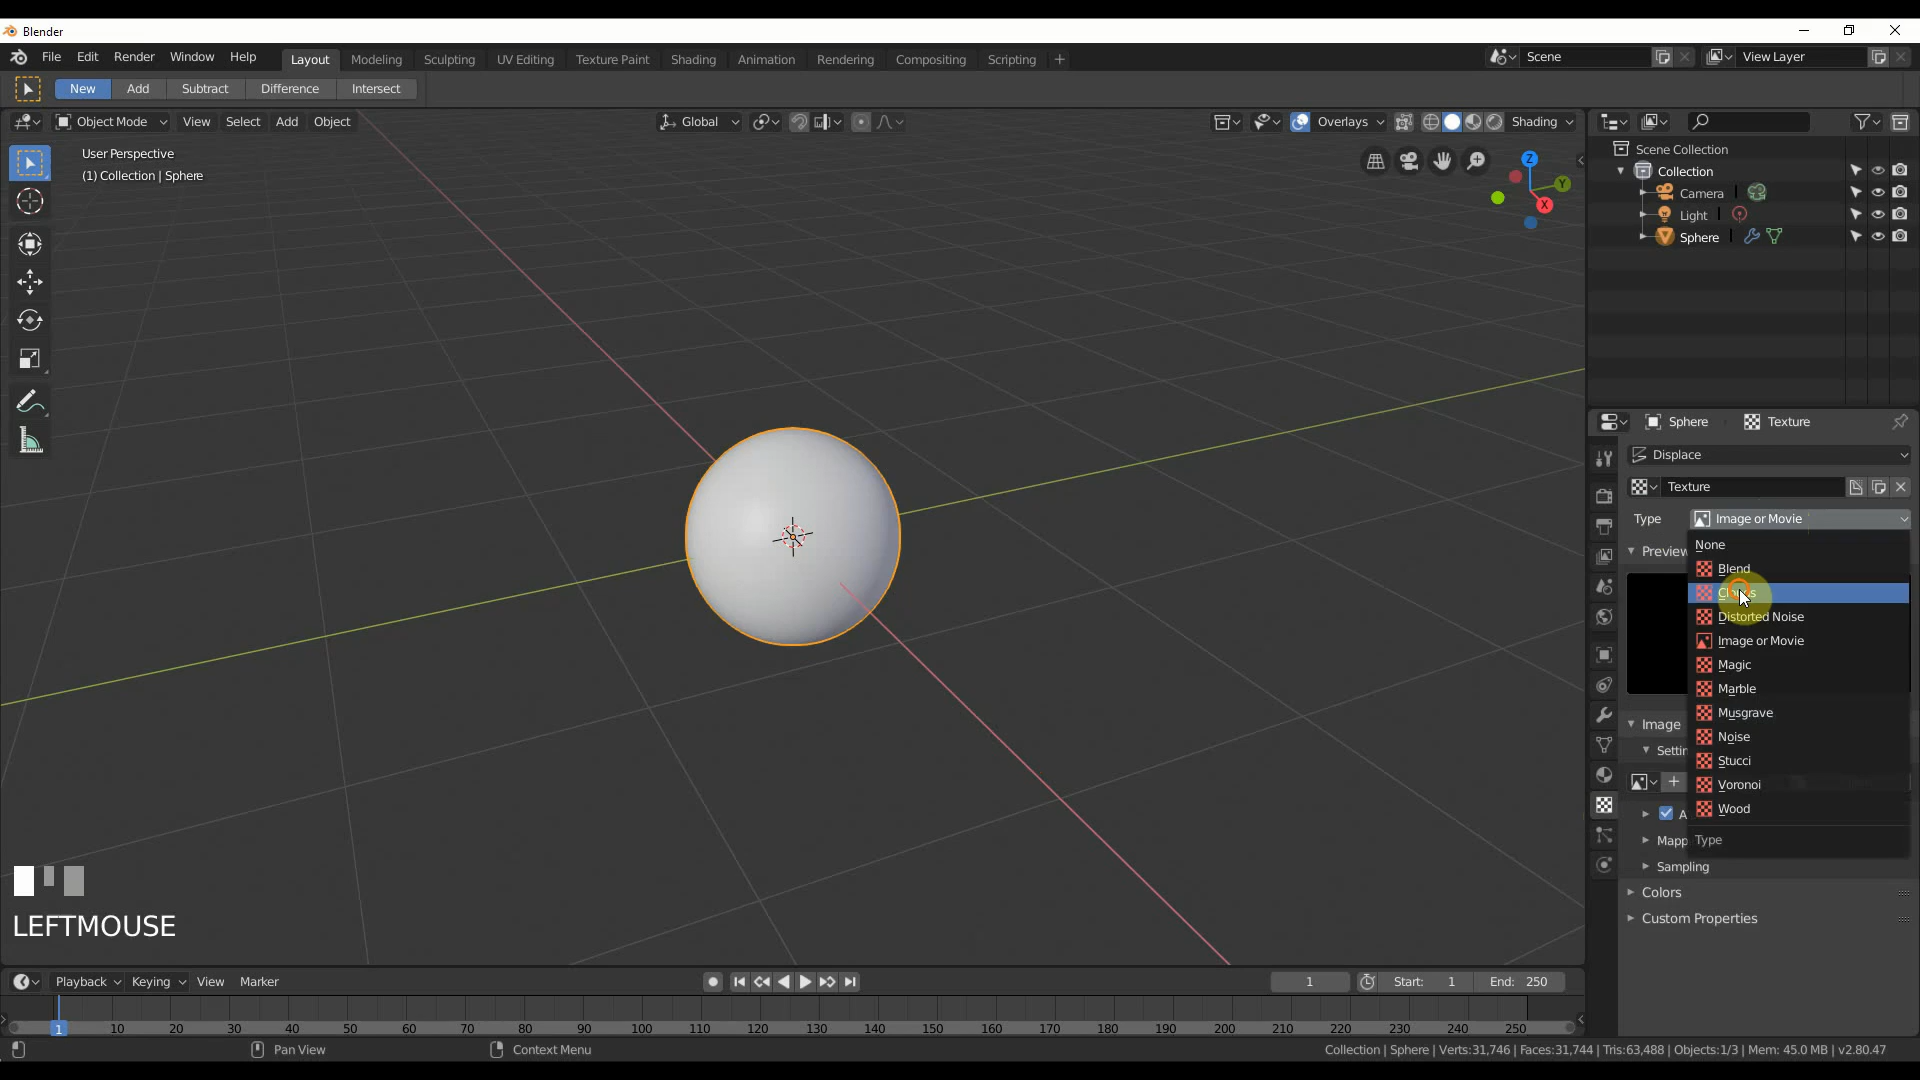 Blender
File Edit Render Window Help Layout Modeling Sculpting UV Editing Texture Paint Shading Animation Rendering Compositing Scripting + Scene View Layer
New Add Subtract Difference Intersect
Object Mode View Select Add Object Global Overlays Shading
User Perspective
(1) Collection | Sphere
Z
Y
X
Scene Collection
Collection
Camera
Light
Sphere
Sphere Texture
Displace
Texture
Type Image or Movie
None
Preview
Blend
Distorted Noise
Image or Movie
Magic
Marble
Musgrave
Image
Noise
Stucci
Voronoi
Wood
Type
Sampling
Colors
Custom Properties
LEFTMOUSE
Playback Keying View Marker 1 Start: 1 End: 250
1 10 20 30 40 50 60 70 80 90 100 110 120 130 140 150 160 170 180 190 200 210 220 230 240 250
Pan View Context Menu Collection | Sphere | Verts:31,746 | Faces:31,744 | Tris:63,488 | Objects:1/3 | Mem: 45.0 MB | v2.80.47